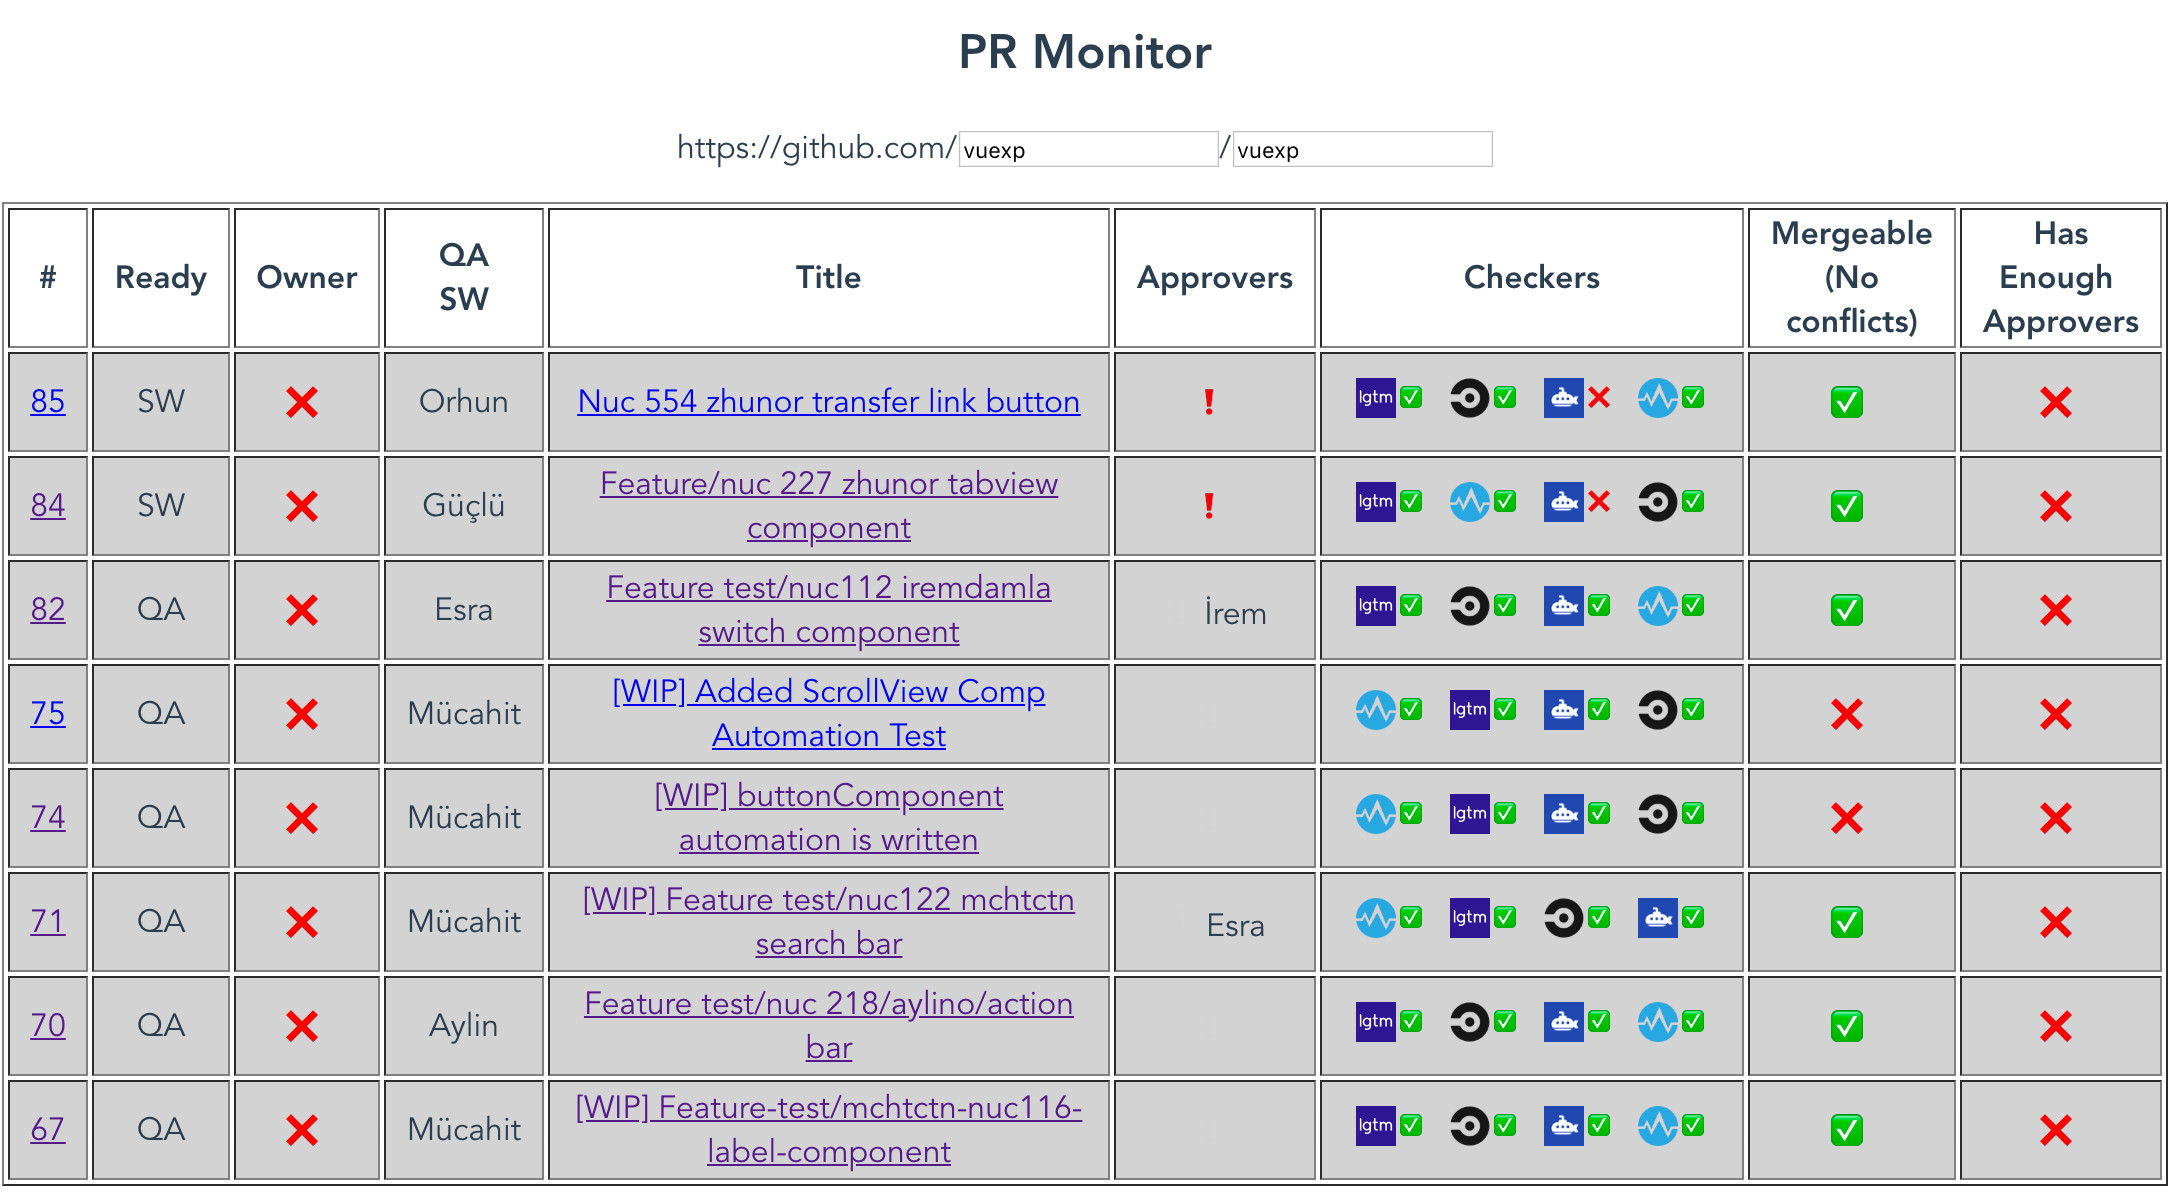 PR Monitor
https://github.com/ vuexp / vuexp
# Ready Owner QA SW Title Approvers Checkers Mergeable (No conflicts) Has Enough Approvers
85 SW ❌ Orhun Nuc 554 zhunor transfer link button ❗ lgtm ✅ ✅ ❌ ✅ ✅ ❌
84 SW ❌ Güçlü Feature/nuc 227 zhunor tabview
component ❗ lgtm ✅ ✅ ❌ ✅ ✅ ❌
82 QA ❌ Esra Feature test/nuc112 iremdamla
switch component İrem lgtm ✅ ✅ ✅ ✅ ✅ ❌
75 QA ❌ Mücahit [WIP] Added ScrollView Comp
Automation Test ✅ lgtm ✅ ✅ ✅ ❌ ❌
74 QA ❌ Mücahit [WIP] buttonComponent
automation is written ✅ lgtm ✅ ✅ ✅ ❌ ❌
71 QA ❌ Mücahit [WIP] Feature test/nuc122 mchtctn
search bar Esra ✅ lgtm ✅ ✅ ✅ ✅ ❌
70 QA ❌ Aylin Feature test/nuc 218/aylino/action
bar lgtm ✅ ✅ ✅ ✅ ✅ ❌
67 QA ❌ Mücahit [WIP] Feature-test/mchtctn-nuc116-
label-component lgtm ✅ ✅ ✅ ✅ ✅ ❌